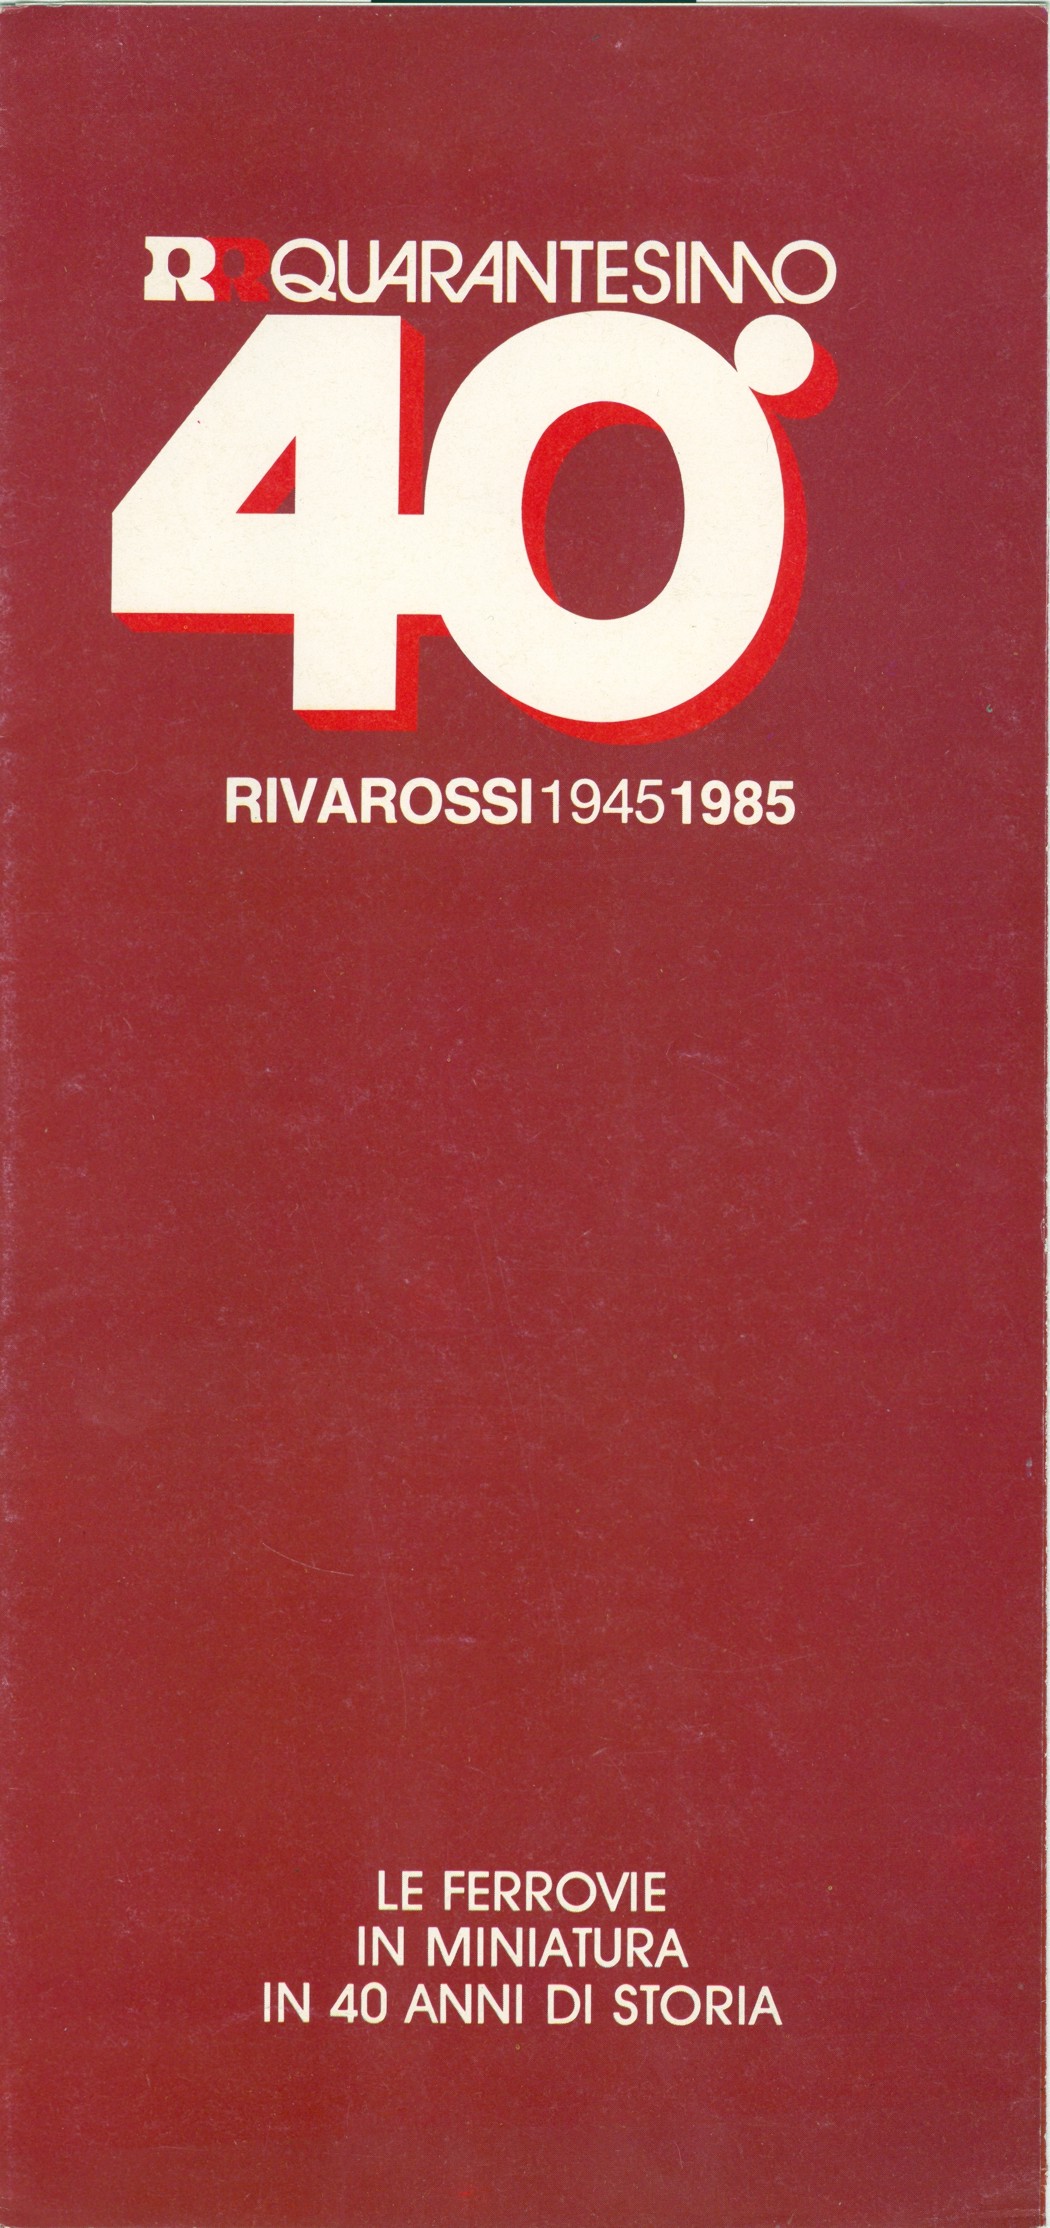 RR QUARANTESIMO
40°
RIVAROSSI 1945 1985
LE FERROVIE
IN MINIATURA
IN 40 ANNI DI STORIA